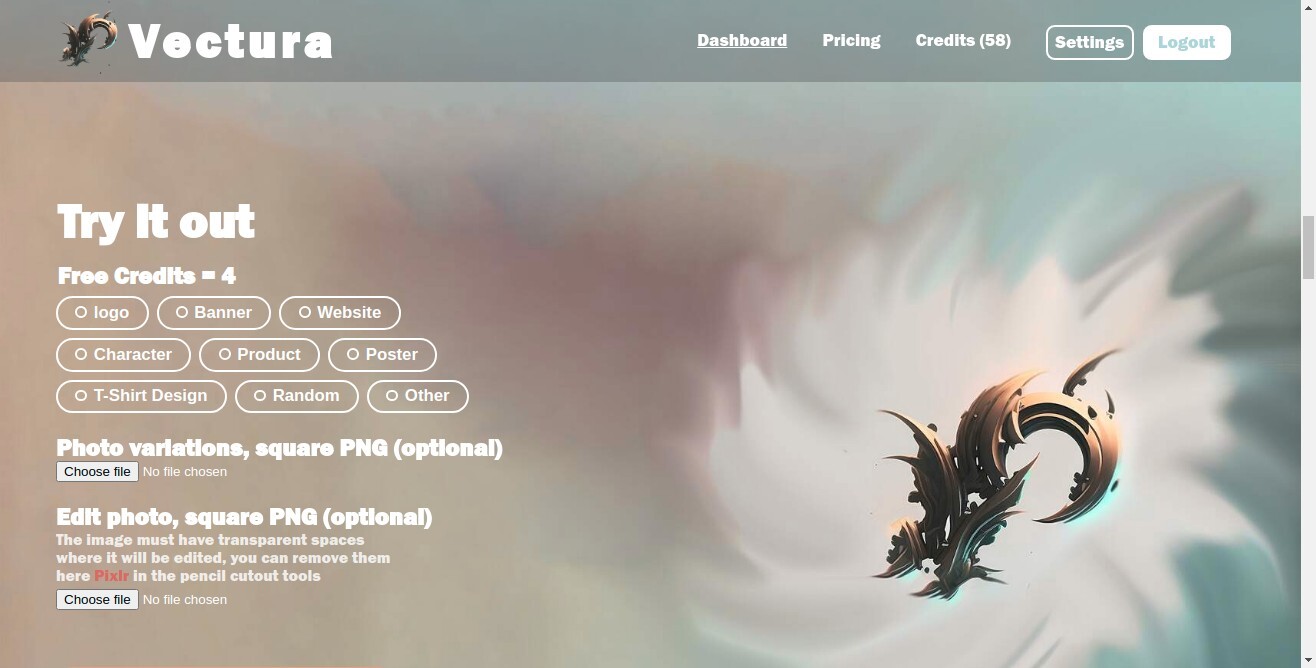 Vectura
Dashboard Pricing Credits (58) Settings Logout
Try it out
Free Credits = 4
logo Banner Website
Character Product Poster
T-Shirt Design Random Other
Photo variations, square PNG (optional)
Choose file No file chosen
Edit photo, square PNG (optional)
The image must have transparent spaces
where it will be edited, you can remove them
here Pixlr in the pencil cutout tools
Choose file No file chosen